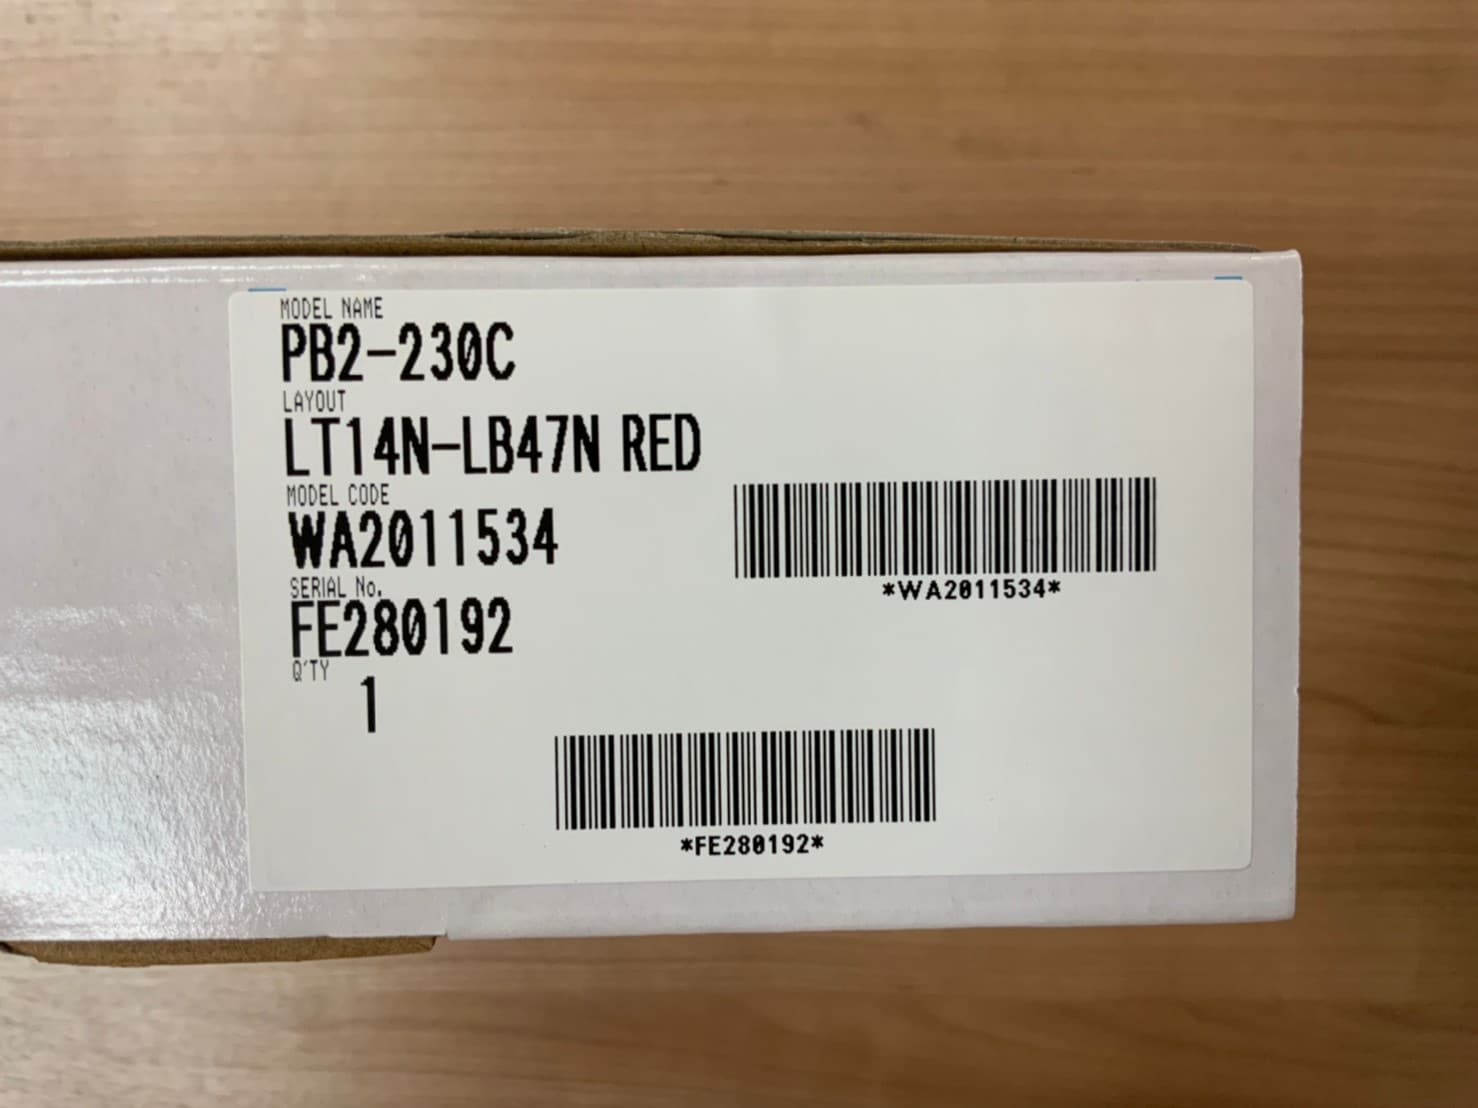 MODEL NAME
PB2-230C
LAYOUT
LT14N-LB47N RED
MODEL CODE
WA2011534
*WA2011534*
SERIAL No.
FE280192
Q'TY
1
*FE280192*